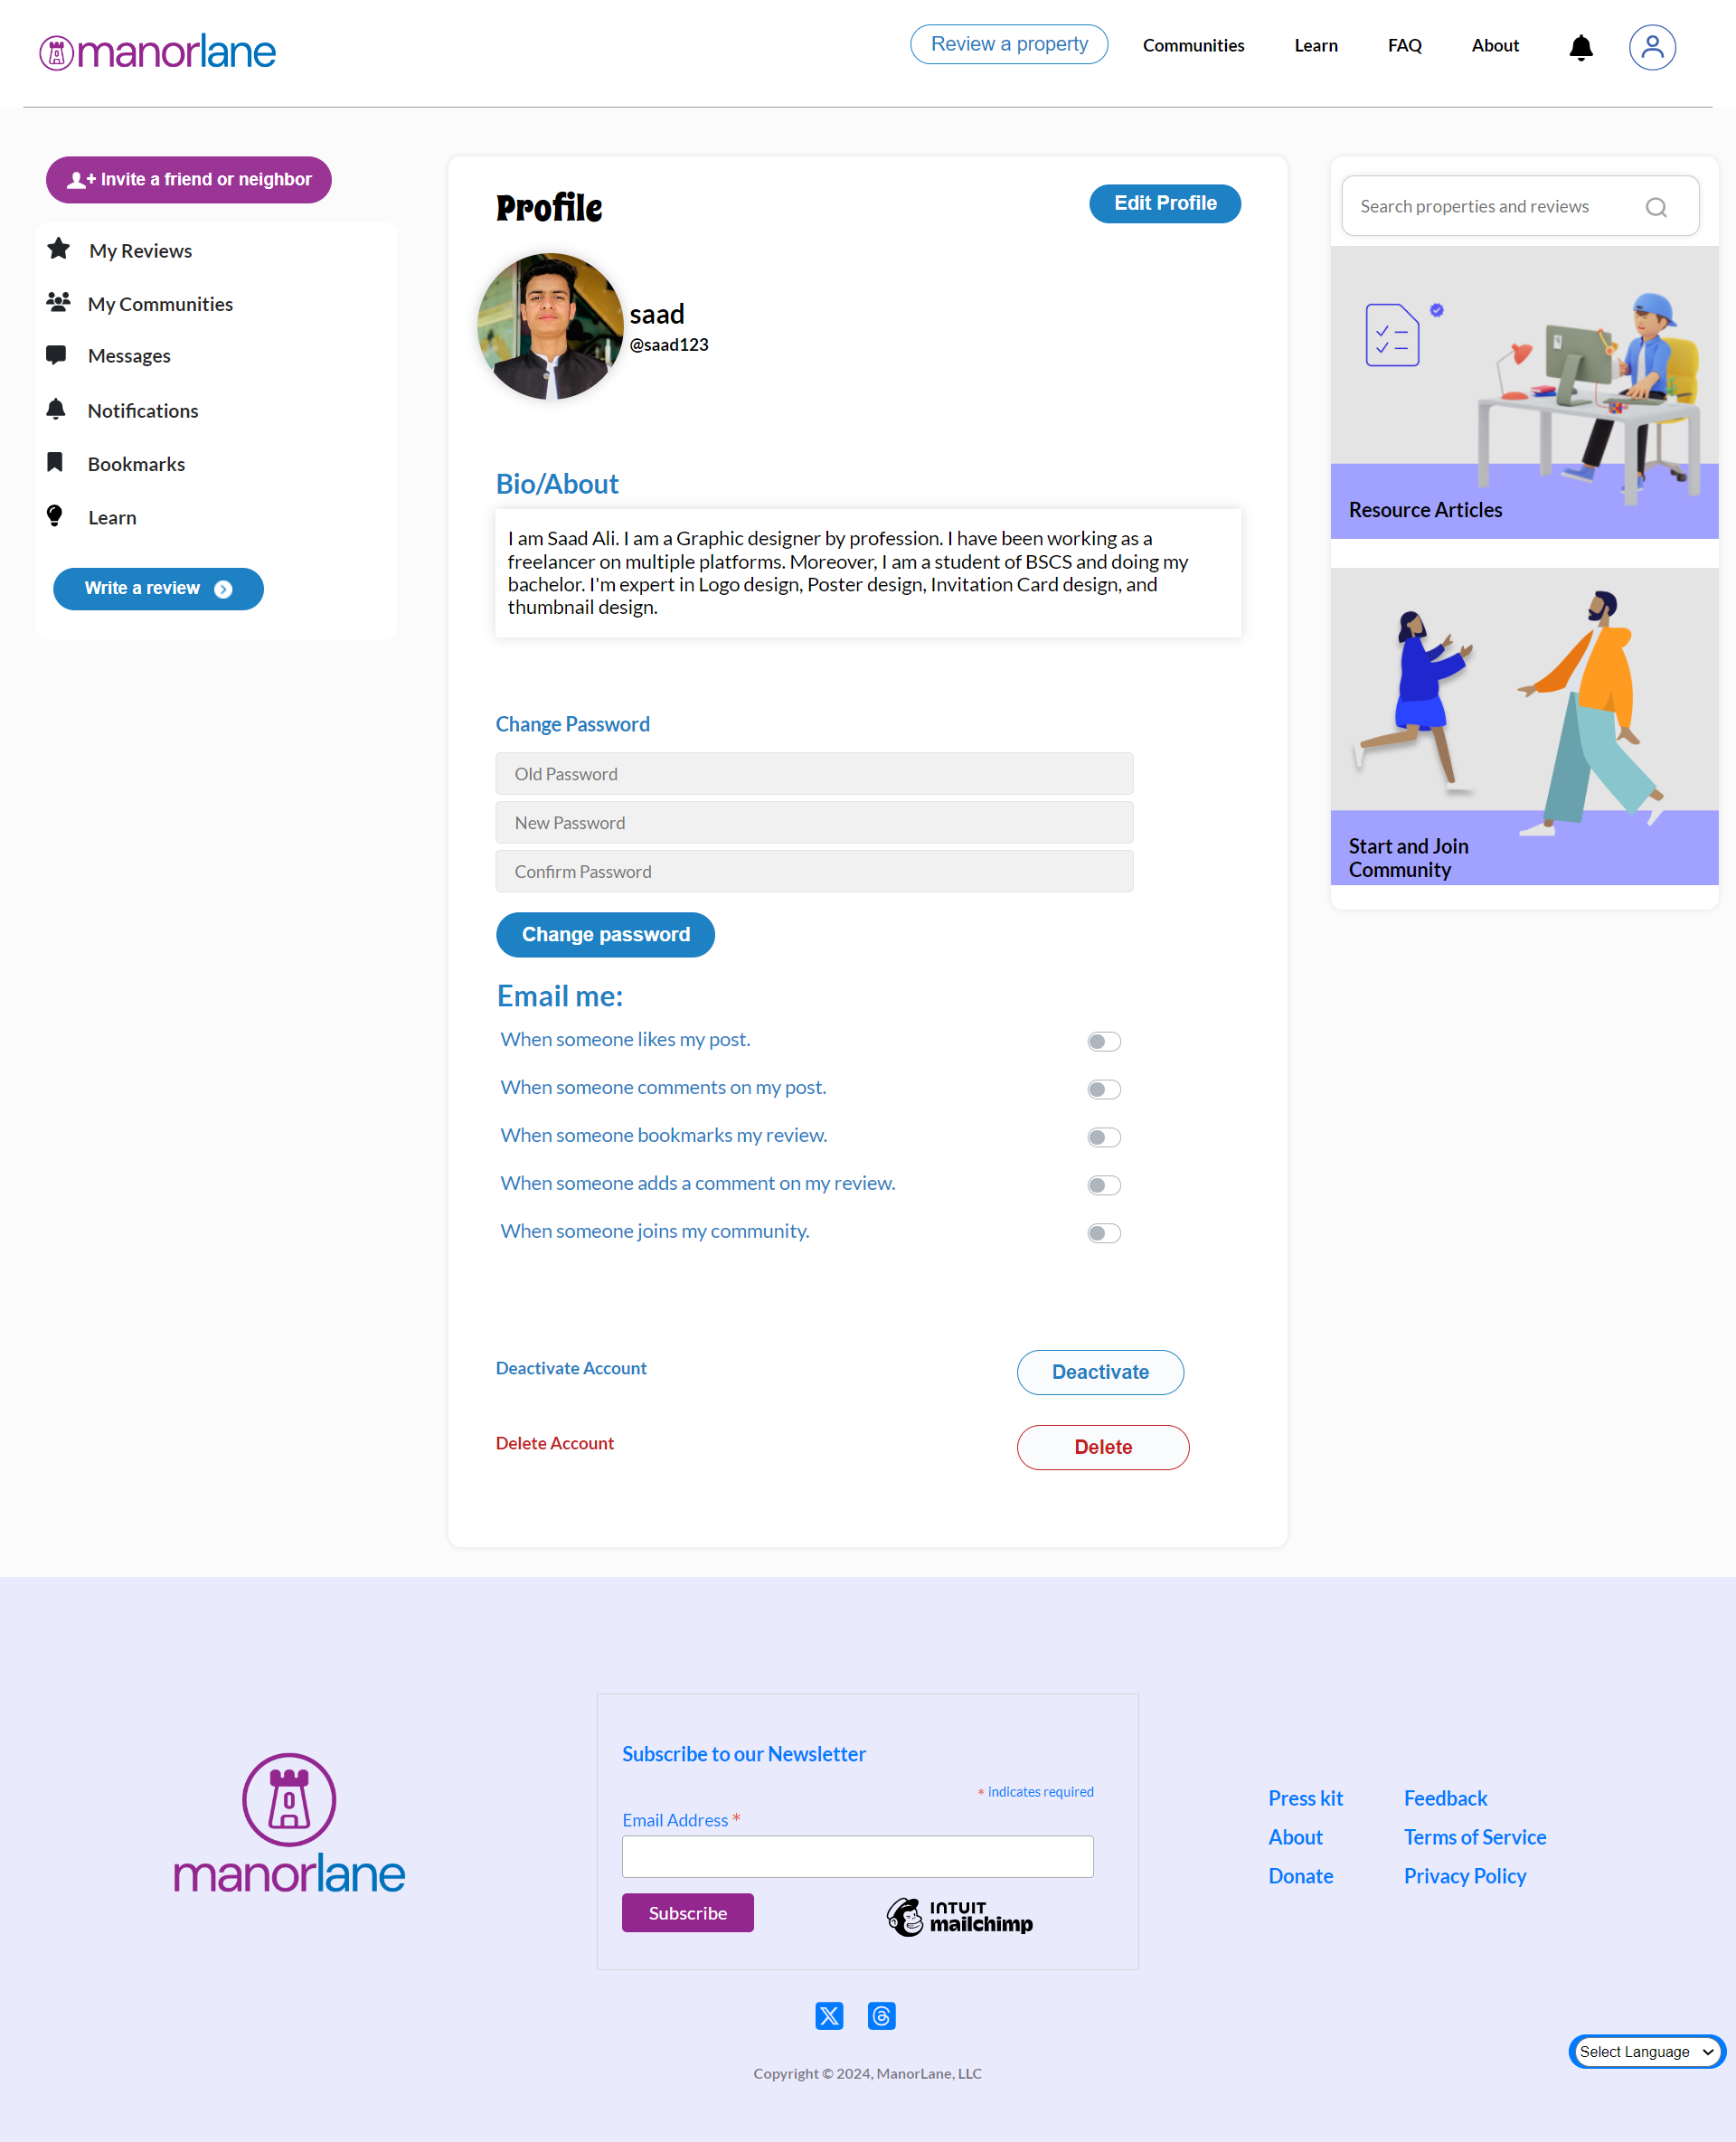 manorlane
Review a property
Communities
Learn
FAQ
About
Invite a friend or neighbor
My Reviews
My Communities
Messages
Notifications
Bookmarks
Learn
Write a review
Profile
Edit Profile
saad
@saad123
Bio/About
I am Saad Ali. I am a Graphic designer by profession. I have been working as a
freelancer on multiple platforms. Moreover, I am a student of BSCS and doing my
bachelor. I'm expert in Logo design, Poster design, Invitation Card design, and
thumbnail design.
Change Password
Old Password
New Password
Confirm Password
Change password
Email me:
When someone likes my post.
When someone comments on my post.
When someone bookmarks my review.
When someone adds a comment on my review.
When someone joins my community.
Deactivate Account
Deactivate
Delete Account
Delete
Search properties and reviews
Resource Articles
Start and Join
Community
manorlane
Subscribe to our Newsletter
* indicates required
Email Address *
Subscribe
INTUIT
mailchimp
Press kit
Feedback
About
Terms of Service
Donate
Privacy Policy
Select Language
Copyright © 2024, ManorLane, LLC